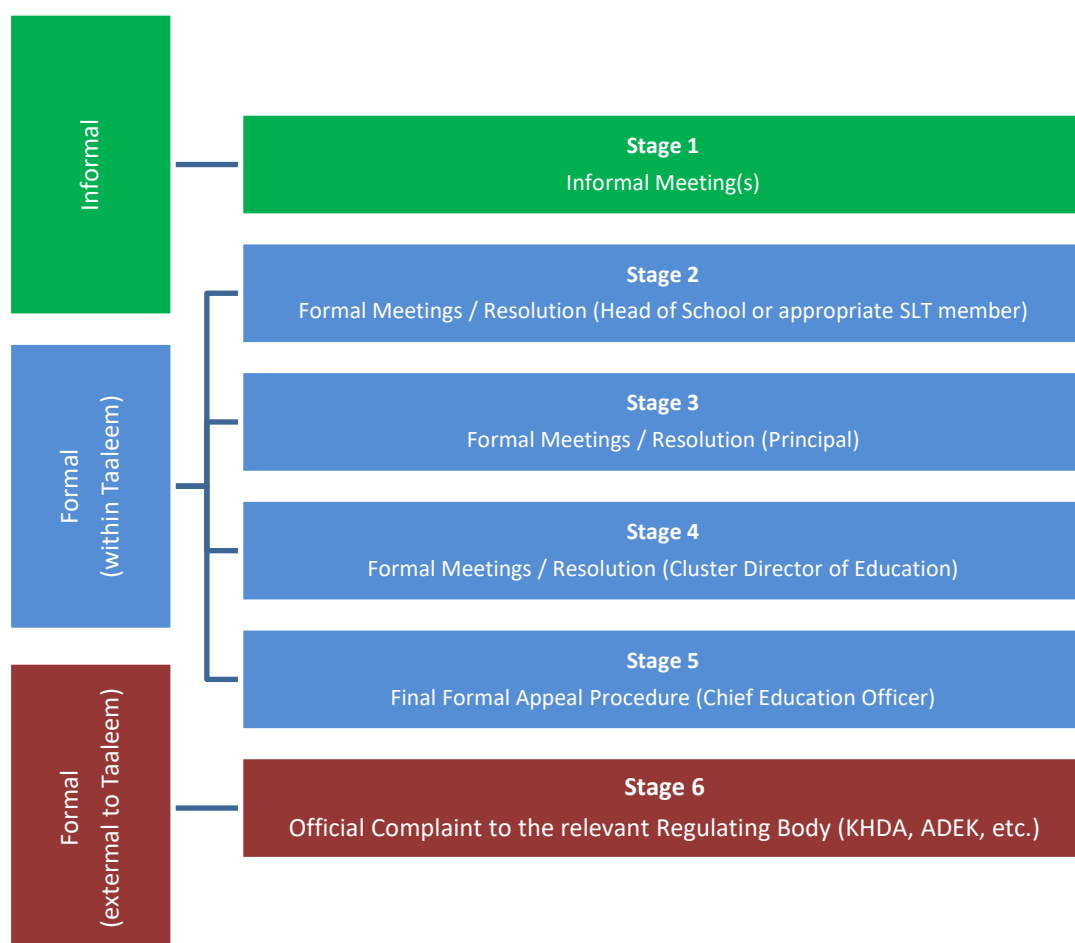 Informal
Stage 1
Informal Meeting(s)
Formal
(within Taaleem)
Stage 2
Formal Meetings / Resolution (Head of School or appropriate SLT member)
Stage 3
Formal Meetings / Resolution (Principal)
Stage 4
Formal Meetings / Resolution (Cluster Director of Education)
Stage 5
Final Formal Appeal Procedure (Chief Education Officer)
Formal
(extermal to Taaleem)
Stage 6
Official Complaint to the relevant Regulating Body (KHDA, ADEK, etc.)